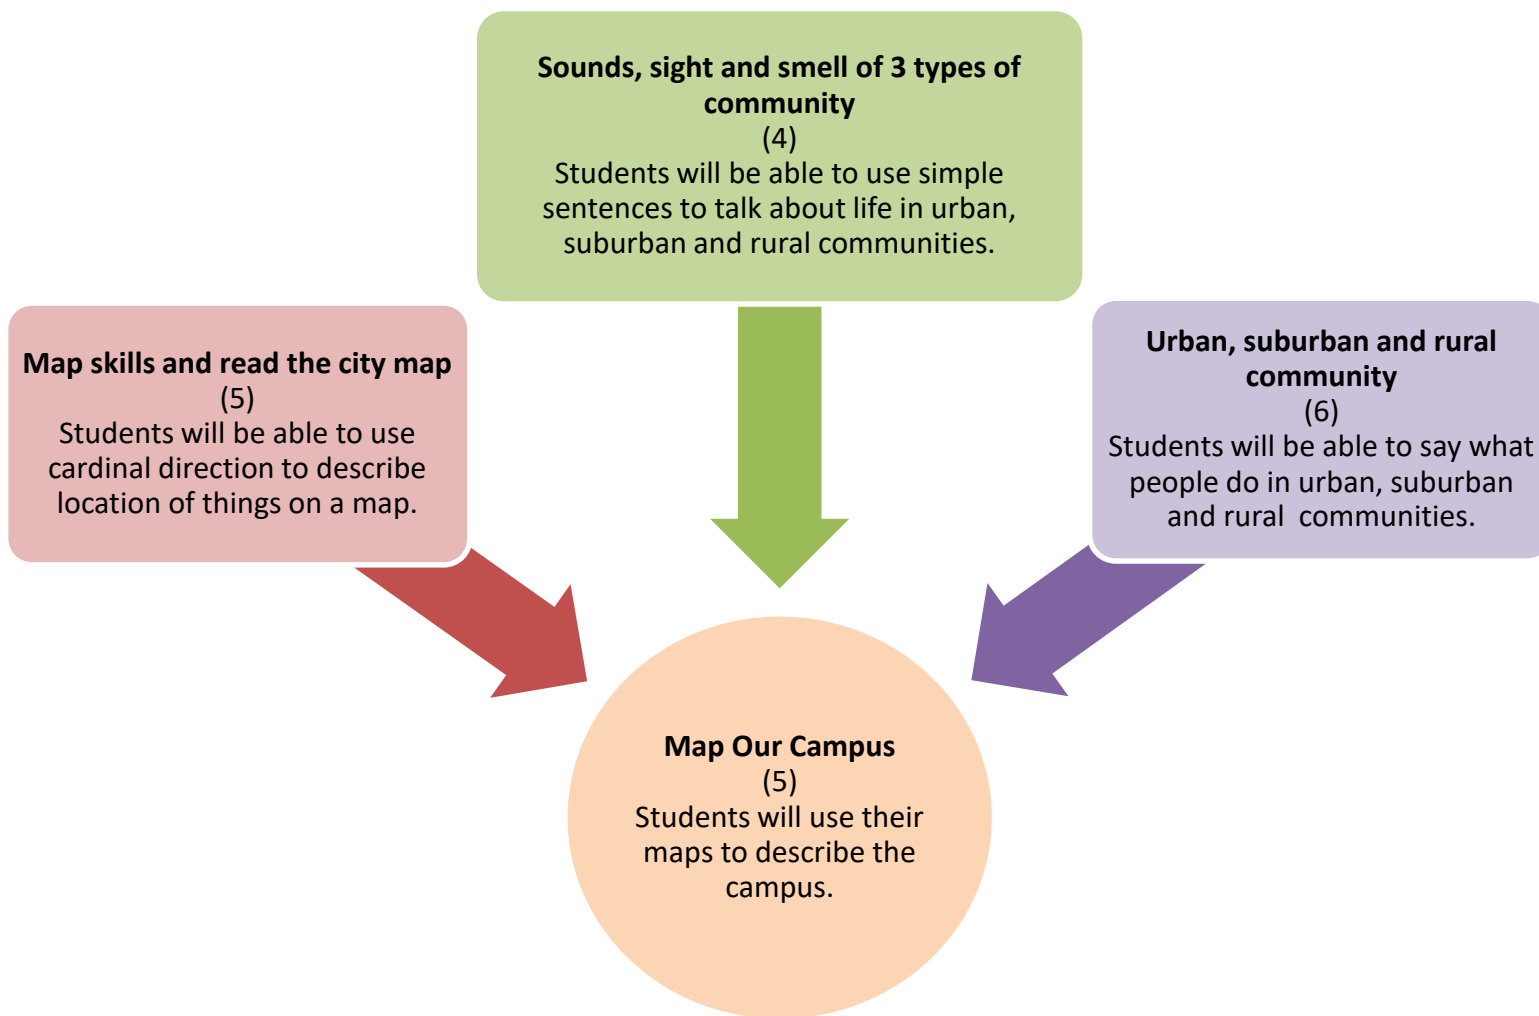 Sounds, sight and smell of 3 types of
community
(4)
Students will be able to use simple
sentences to talk about life in urban,
suburban and rural communities.
Map skills and read the city map
(5)
Students will be able to use
cardinal direction to describe
location of things on a map.
Urban, suburban and rural
community
(6)
Students will be able to say what
people do in urban, suburban
and rural  communities.
Map Our Campus
(5)
Students will use their
maps to describe the
campus.